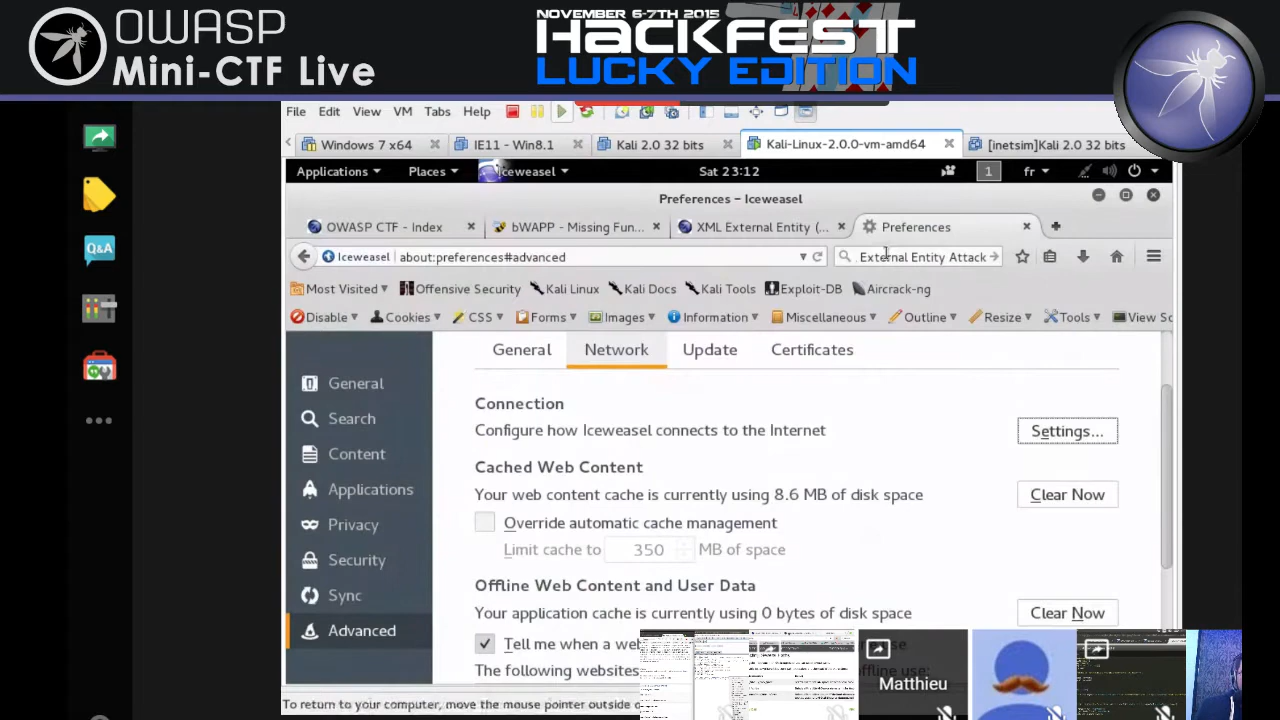 OWASP
Mini-CTF Live
NOVEMBER 6-7TH 2015
HACKFEST
LUCKY EDITION
File Edit View VM Tabs Help
Windows 7 x64 IE11 - Win8.1 Kali 2.0 32 bits Kali-Linux-2.0.0-vm-amd64 [inetsim]Kali 2.0 32 bits
Applications Places Iceweasel Sat 23:12 1 fr
Preferences - Iceweasel
OWASP CTF - Index bWAPP - Missing Fun... XML External Entity (... Preferences
Iceweasel about:preferences#advanced External Entity Attack
Most Visited Offensive Security Kali Linux Kali Docs Kali Tools Exploit-DB Aircrack-ng
Disable Cookies CSS Forms Images Information Miscellaneous Outline Resize Tools View Sc
General Network Update Certificates
General
Search
Content
Applications
Privacy
Security
Sync
Advanced
Connection
Configure how Iceweasel connects to the Internet Settings...
Cached Web Content
Your web content cache is currently using 8.6 MB of disk space Clear Now
Override automatic cache management
Limit cache to 350 MB of space
Offline Web Content and User Data
Your application cache is currently using 0 bytes of disk space Clear Now
Tell me when a we
ing websites
ffline use:
To return to your computer, move the mouse pointer outside o
Q&A
Matthieu